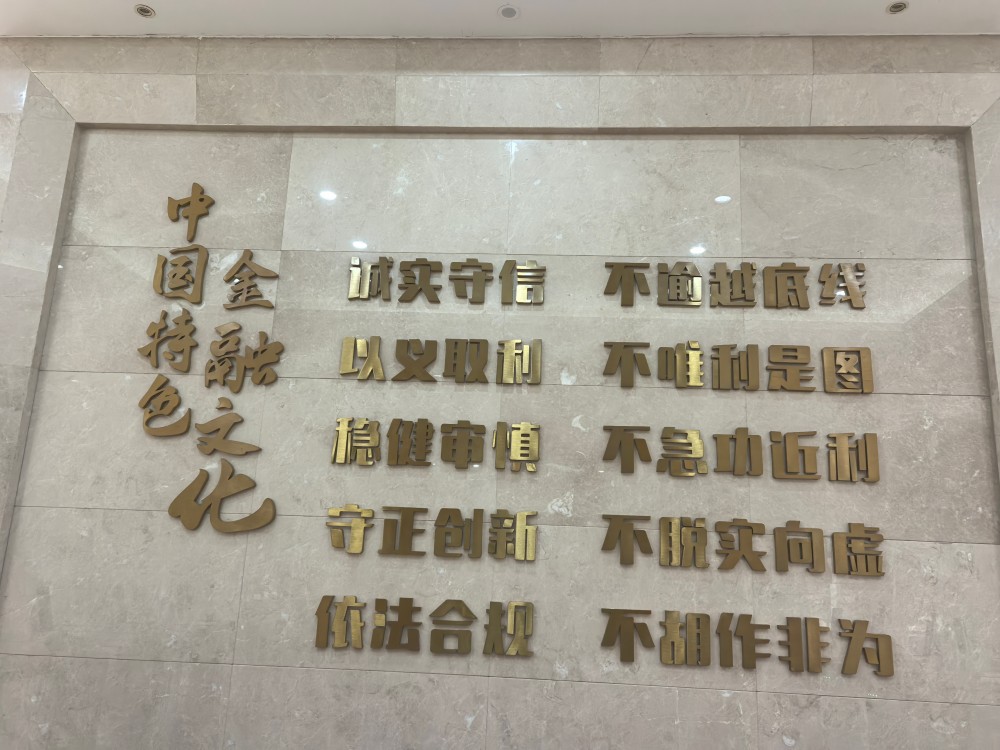 中国特色
金融文化
诚实守信 不逾越底线
以义取利 不唯利是图
稳健审慎 不急功近利
守正创新 不脱实向虚
依法合规 不胡作非为